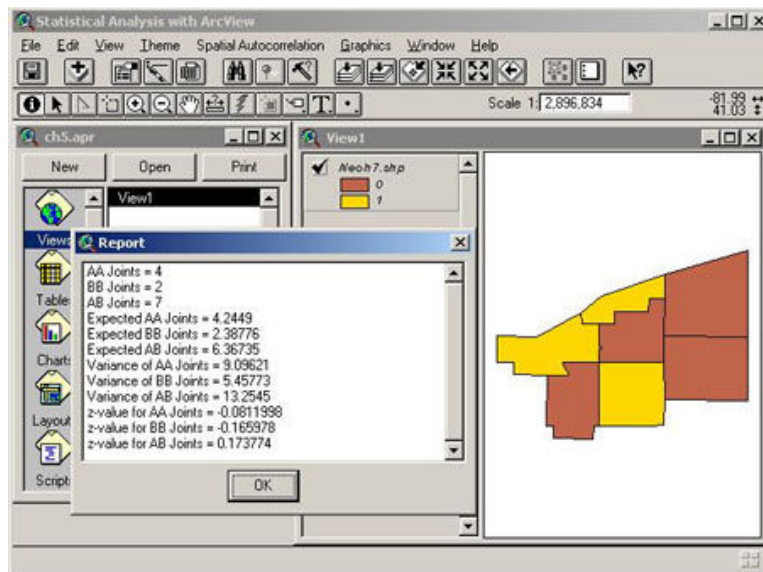 Statistical Analysis with ArcView
File Edit View Theme Spatial Autocorrelation Graphics Window Help
Scale 1: 2,896,834
-81.99
41.03
ch5.apr
New Open Print
View1
Views
Tables
Charts
Layout
Script
View1
Neoh7.shp
0
1
Report
AA Joints = 4
BB Joints = 2
AB Joints = 7
Expected AA Joints = 4.2449
Expected BB Joints = 2.38776
Expected AB Joints = 6.36735
Variance of AA Joints = 9.09621
Variance of BB Joints = 5.45773
Variance of AB Joints = 13.2545
z-value for AA Joints = -0.0811998
z-value for BB Joints = -0.165978
z-value for AB Joints = 0.173774
OK